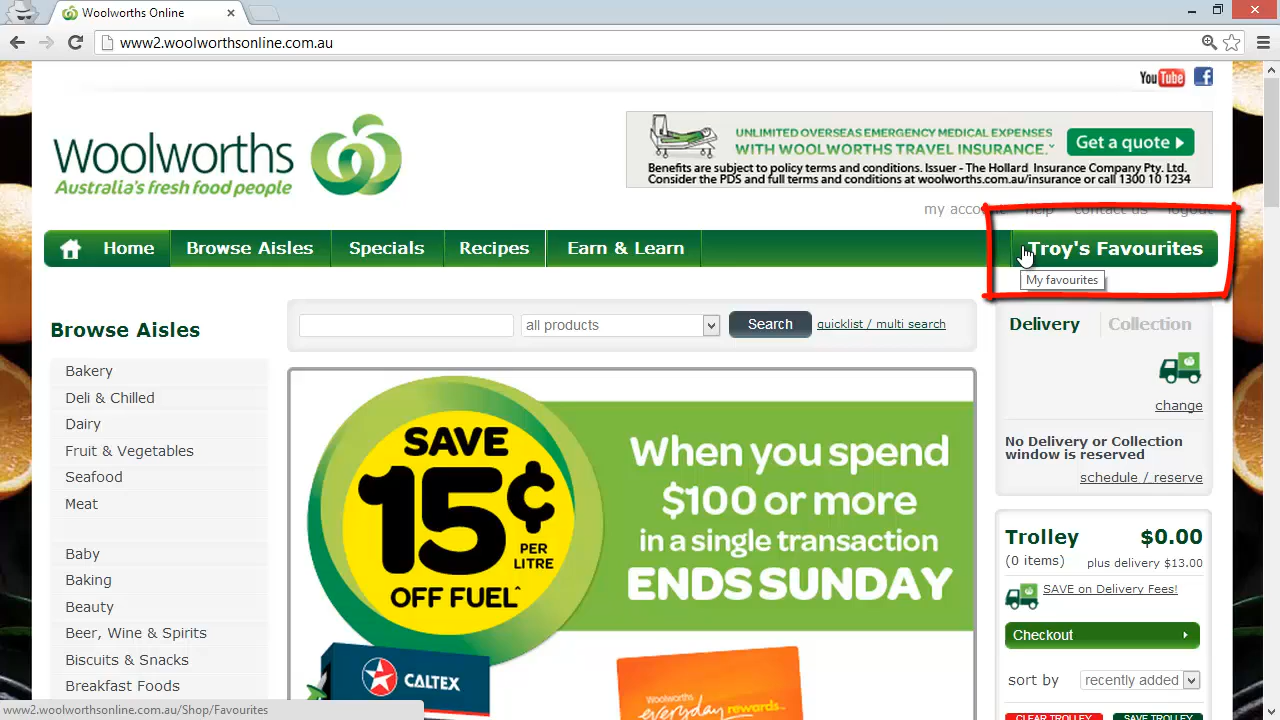 Woolworths Online
www2.woolworthsonline.com.au
YouTube
Woolworths
Australia's fresh food people
UNLIMITED OVERSEAS EMERGENCY MEDICAL EXPENSES
WITH WOOLWORTHS TRAVEL INSURANCE.
Get a quote
Benefits are subject to policy terms and conditions. Issuer - The Hollard Insurance Company Pty. Ltd.
Consider the PDS and full terms and conditions at woolworths.com.au/insurance or call 1300 10 1234
my account help contact us logout
Home Browse Aisles Specials Recipes Earn & Learn Troy's Favourites
My favourites
Browse Aisles
Bakery
Deli & Chilled
Dairy
Fruit & Vegetables
Seafood
Meat
Baby
Baking
Beauty
Beer, Wine & Spirits
Biscuits & Snacks
Breakfast Foods
all products Search quicklist / multi search
SAVE
15¢
PER
LITRE
OFF FUEL^
When you spend
$100 or more
in a single transaction
ENDS SUNDAY
CALTEX
Woolworths
everyday rewards
Delivery Collection
change
No Delivery or Collection
window is reserved
schedule / reserve
Trolley $0.00
(0 items) plus delivery $13.00
SAVE on Delivery Fees!
Checkout
sort by recently added
CLEAR TROLLEY SAVE TROLLEY
www2.woolworthsonline.com.au/Shop/Favourites